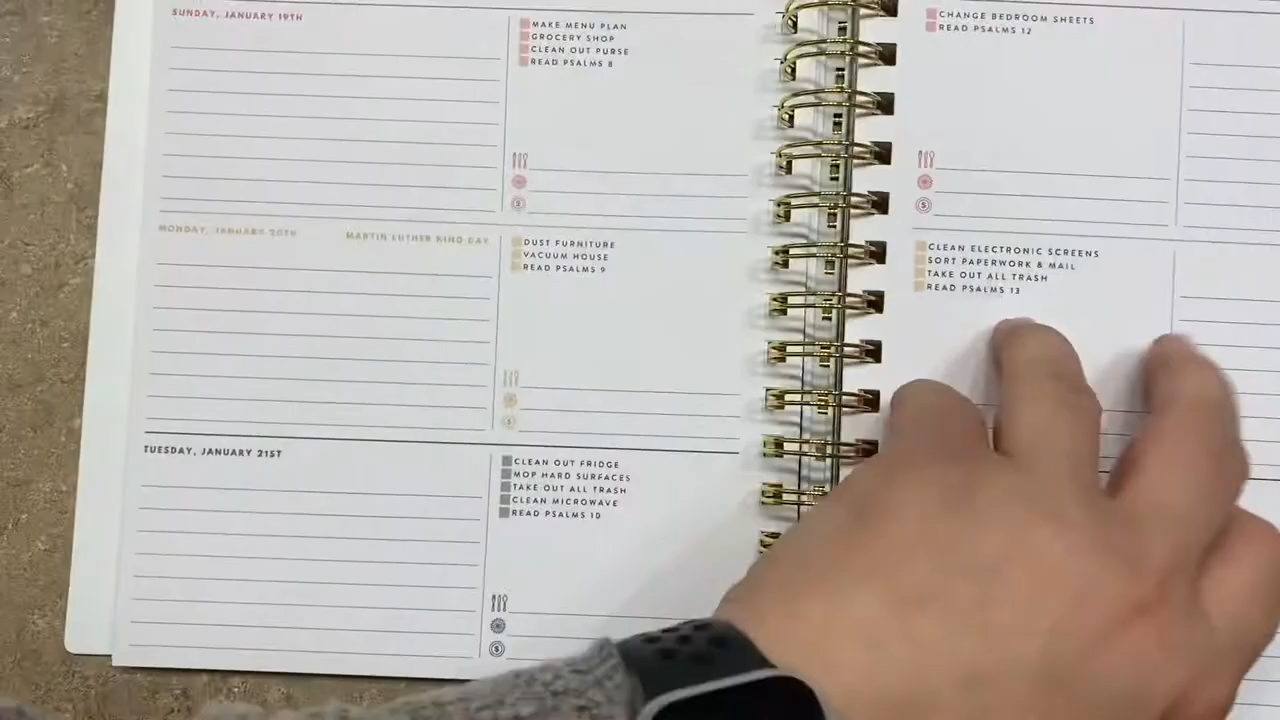 SUNDAY, JANUARY 19TH
MAKE MENU PLAN
GROCERY SHOP
CLEAN OUT PURSE
READ PSALMS 8
MONDAY, JANUARY 20TH
MARTIN LUTHER KING DAY
DUST FURNITURE
VACUUM HOUSE
READ PSALMS 9
TUESDAY, JANUARY 21ST
CLEAN OUT FRIDGE
MOP HARD SURFACES
TAKE OUT ALL TRASH
CLEAN MICROWAVE
READ PSALMS 10
CHANGE BEDROOM SHEETS
READ PSALMS 12
CLEAN ELECTRONIC SCREENS
SORT PAPERWORK & MAIL
TAKE OUT ALL TRASH
READ PSALMS 13